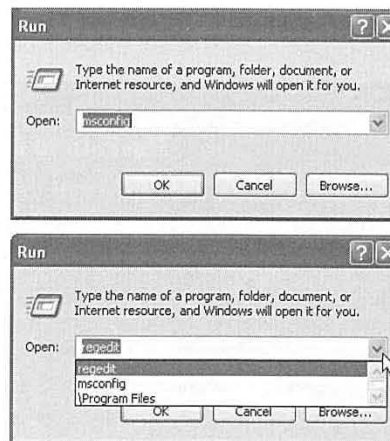 Run
Type the name of a program, folder, document, or
Internet resource, and Windows will open it for you.
Open: msconfig
OK Cancel Browse...
Run
Type the name of a program, folder, document, or
Internet resource, and Windows will open it for you.
Open: regedit
regedit
msconfig
\Program Files
OK Cancel Browse...